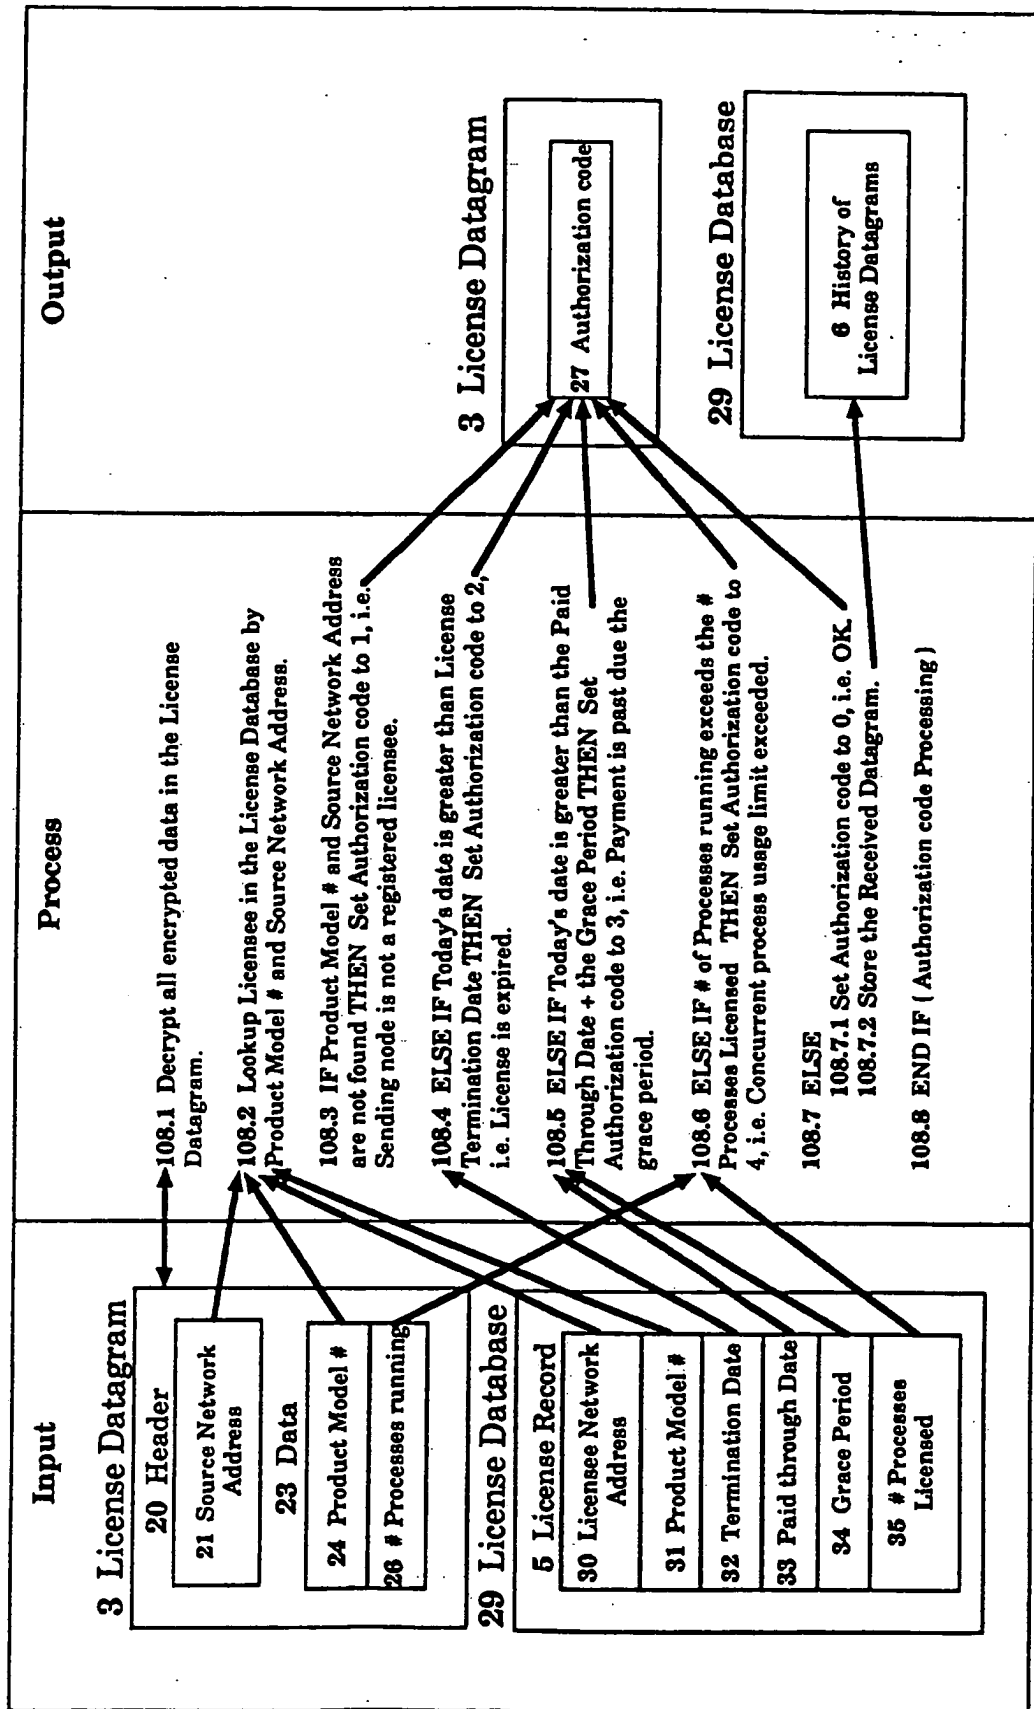 Input
3 License Datagram
20 Header
21 Source Network
Address
23 Data
24 Product Model #
26 # Processes running
29 License Database
5 License Record
30 Licensee Network
Address
31 Product Model #
32 Termination Date
33 Paid through Date
34 Grace Period
35 # Processes
Licensed
Process
108.1 Decrypt all encrypted data in the License
Datagram.
108.2 Lookup Licensee in the License Database by
Product Model # and Source Network Address.
108.3 IF Product Model # and Source Network Address
are not found THEN Set Authorization code to 1, i.e.
Sending node is not a registered licensee.
108.4 ELSE IF Today's date is greater than License
Termination Date THEN Set Authorization code to 2,
i.e. License is expired.
108.5 ELSE IF Today's date is greater than the Paid
Through Date + the Grace Period THEN Set
Authorization code to 3, i.e. Payment is past due the
grace period.
108.6 ELSE IF # of Processes running exceeds the #
Processes Licensed THEN Set Authorization code to
4, i.e. Concurrent process usage limit exceeded.
108.7 ELSE
108.7.1 Set Authorization code to 0, i.e. OK.
108.7.2 Store the Received Datagram.
108.8 END IF ( Authorization code Processing )
Output
3 License Datagram
27 Authorization code
29 License Database
6 History of
License Datagrams